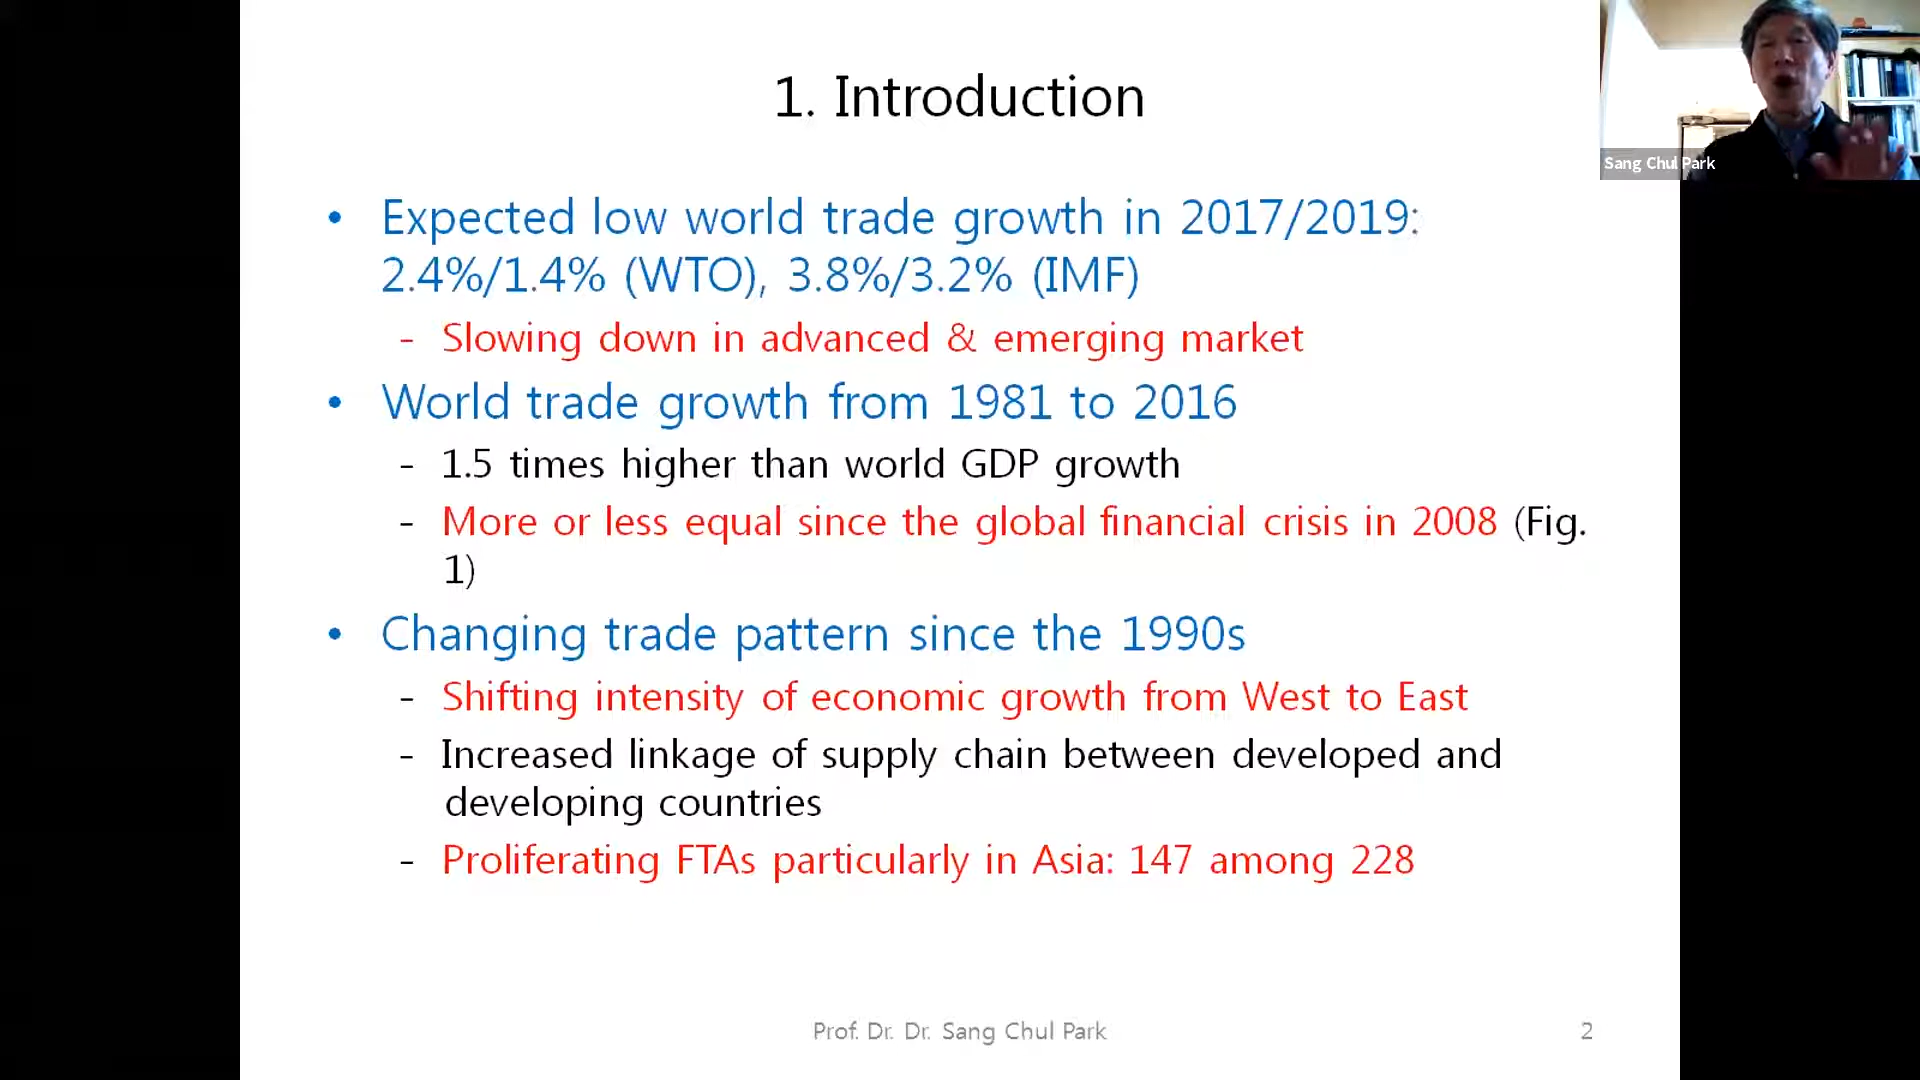 1. Introduction
Sang Chul Park
• Expected low world trade growth in 2017/2019:
2.4%/1.4% (WTO), 3.8%/3.2% (IMF)
- Slowing down in advanced & emerging market
• World trade growth from 1981 to 2016
- 1.5 times higher than world GDP growth
- More or less equal since the global financial crisis in 2008 (Fig.
1)
• Changing trade pattern since the 1990s
- Shifting intensity of economic growth from West to East
- Increased linkage of supply chain between developed and
developing countries
- Proliferating FTAs particularly in Asia: 147 among 228
Prof. Dr. Dr. Sang Chul Park
2